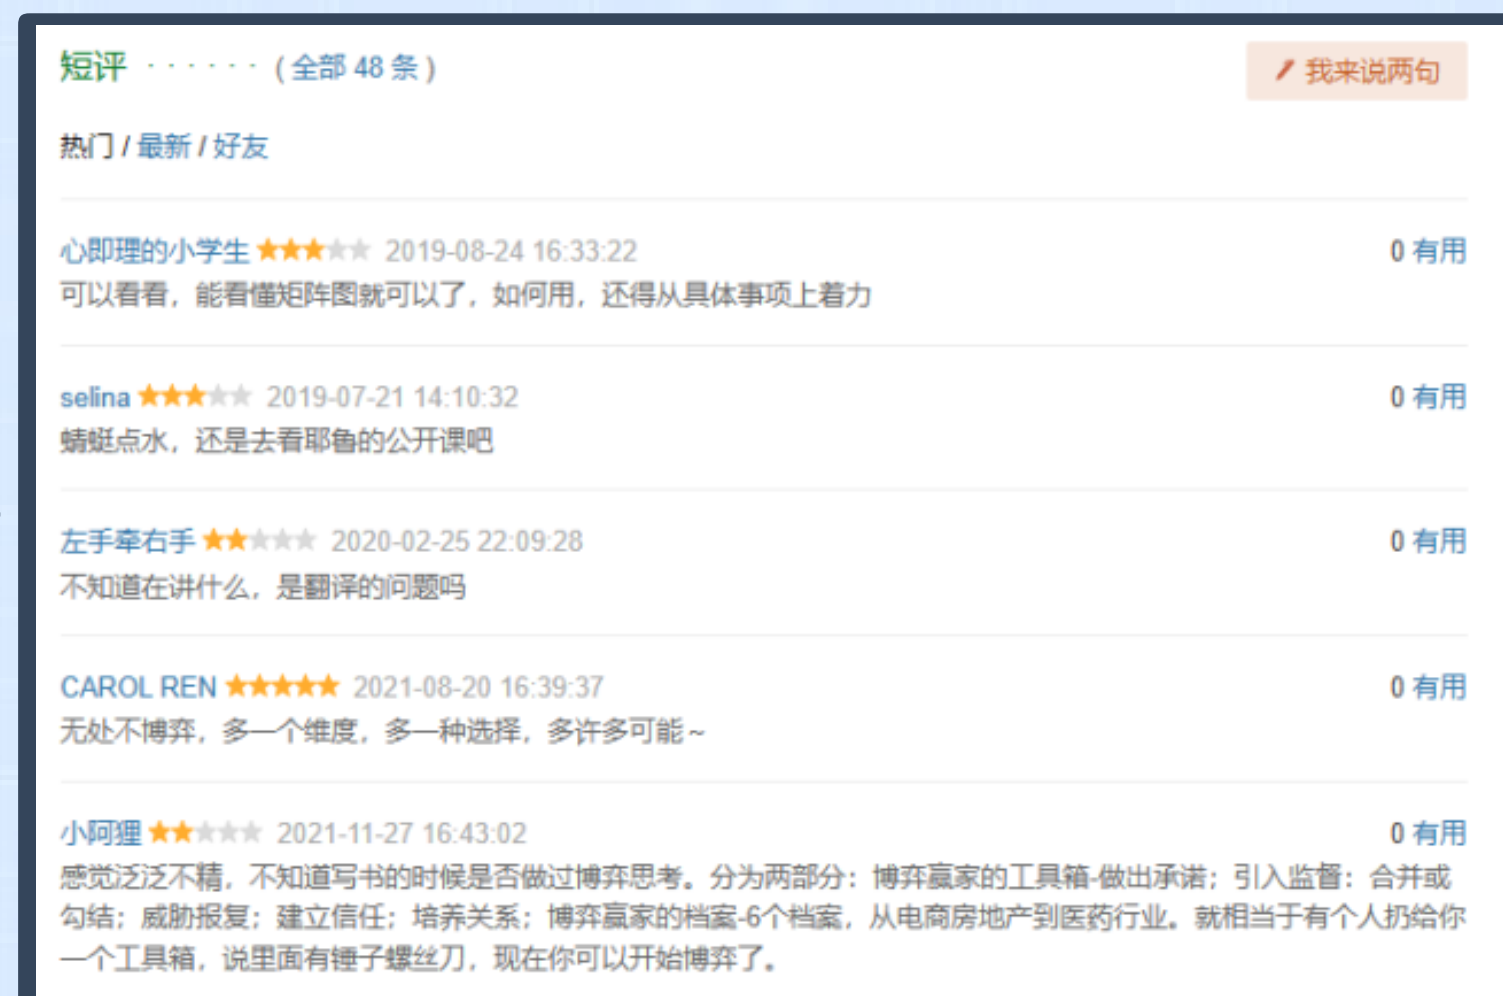 短评 · · · · · · ( 全部 48 条 )
我来说两句
热门 / 最新 / 好友
心即理的小学生 2019-08-24 16:33:22 0 有用
可以看看，能看懂矩阵图就可以了，如何用，还得从具体事项上着力
selina 2019-07-21 14:10:32 0 有用
蜻蜓点水，还是去看耶鲁的公开课吧
左手牵右手 2020-02-25 22:09:28 0 有用
不知道在讲什么，是翻译的问题吗
CAROL REN 2021-08-20 16:39:37 0 有用
无处不博弈，多一个维度，多一种选择，多许多可能~
小阿狸 2021-11-27 16:43:02 0 有用
感觉泛泛不精，不知道写书的时候是否做过博弈思考。分为两部分：博弈赢家的工具箱-做出承诺；引入监督：合并或
勾结；威胁报复；建立信任；培养关系；博弈赢家的档案-6个档案，从电商房地产到医药行业。就相当于有个人扔给你
一个工具箱，说里面有锤子螺丝刀，现在你可以开始博弈了。